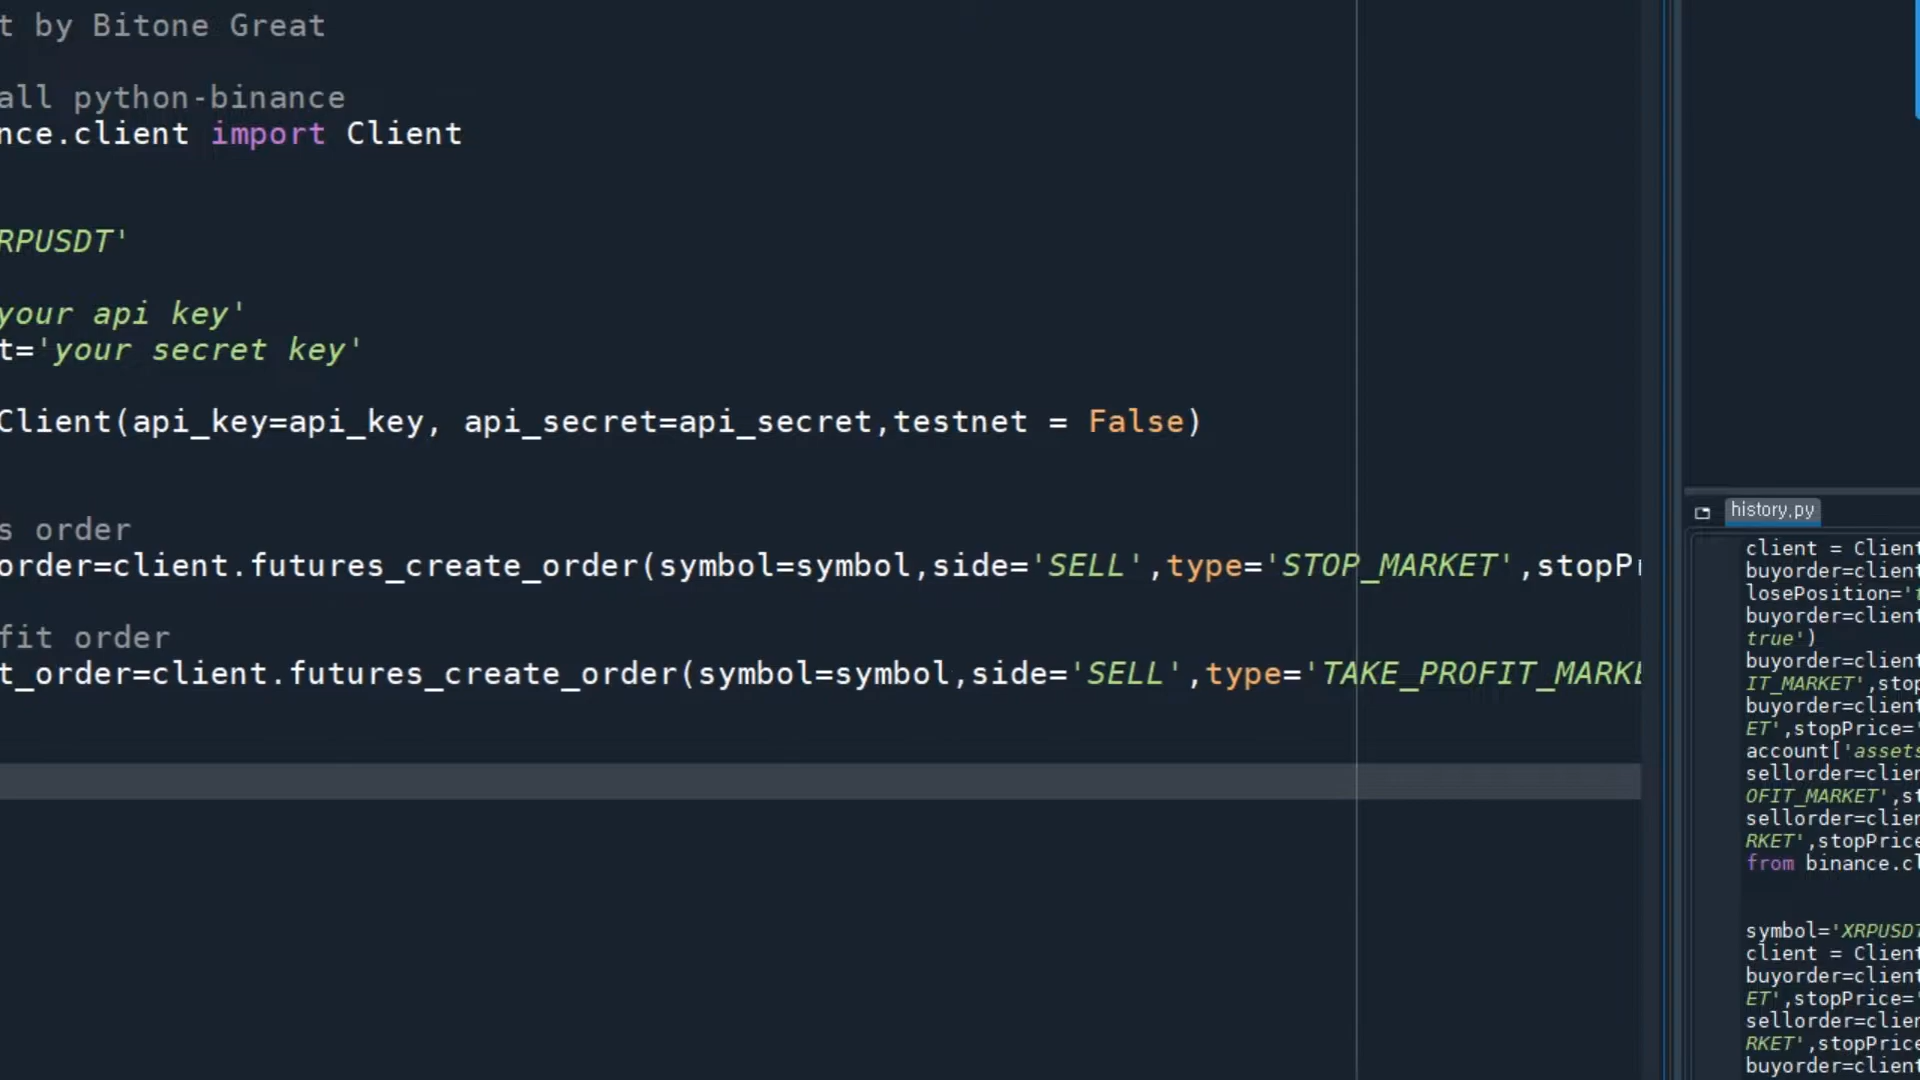 t by Bitone Great
all python-binance
nce.client import Client
RPUSDT'
your api key'
t='your secret key'
Client(api_key=api_key, api_secret=api_secret,testnet = False)
s order
order=client.futures_create_order(symbol=symbol,side='SELL',type='STOP_MARKET',stopP
fit order
t_order=client.futures_create_order(symbol=symbol,side='SELL',type='TAKE_PROFIT_MARKE
history.py
client = Client
buyorder=client
losePosition='
buyorder=client
true')
buyorder=client
IT_MARKET',stop
buyorder=client
ET',stopPrice='
account['assets
sellorder=clien
OFIT_MARKET',st
sellorder=clien
RKET',stopPrice
from binance.cl
symbol='XRPUSDT
client = Client
buyorder=client
ET',stopPrice='
sellorder=clien
RKET',stopPrice
buyorder=client